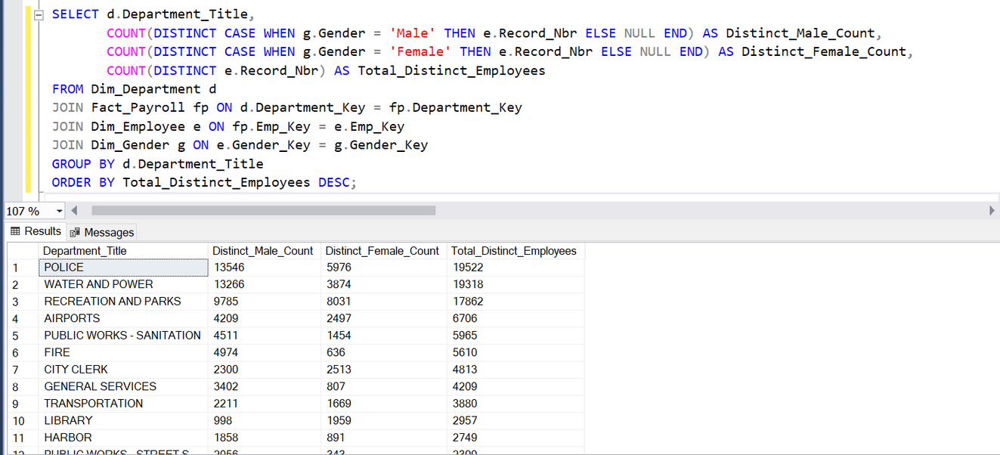 SELECT d.Department_Title,
COUNT(DISTINCT CASE WHEN g.Gender = 'Male' THEN e.Record_Nbr ELSE NULL END) AS Distinct_Male_Count,
COUNT(DISTINCT CASE WHEN g.Gender = 'Female' THEN e.Record_Nbr ELSE NULL END) AS Distinct_Female_Count,
COUNT(DISTINCT e.Record_Nbr) AS Total_Distinct_Employees
FROM Dim_Department d
JOIN Fact_Payroll fp ON d.Department_Key = fp.Department_Key
JOIN Dim_Employee e ON fp.Emp_Key = e.Emp_Key
JOIN Dim_Gender g ON e.Gender_Key = g.Gender_Key
GROUP BY d.Department_Title
ORDER BY Total_Distinct_Employees DESC;
107 %
Results Messages
Department_Title Distinct_Male_Count Distinct_Female_Count Total_Distinct_Employees
1 POLICE 13546 5976 19522
2 WATER AND POWER 13266 3874 19318
3 RECREATION AND PARKS 9785 8031 17862
4 AIRPORTS 4209 2497 6706
5 PUBLIC WORKS - SANITATION 4511 1454 5965
6 FIRE 4974 636 5610
7 CITY CLERK 2300 2513 4813
8 GENERAL SERVICES 3402 807 4209
9 TRANSPORTATION 2211 1669 3880
10 LIBRARY 998 1959 2957
11 HARBOR 1858 891 2749
12 PUBLIC WORKS - STREET S 2056 343